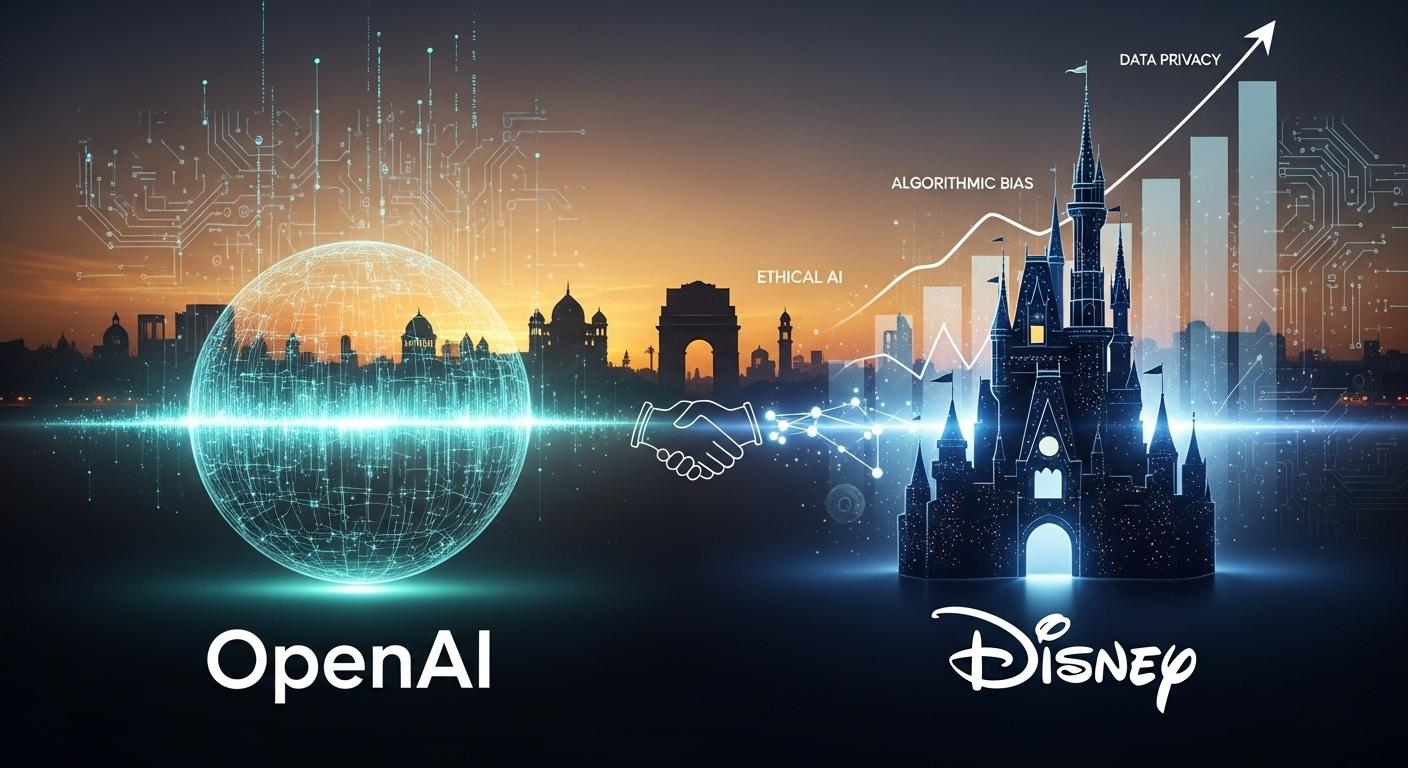 DATA PRIVACY
ALGORITHMIC BIAS
ETHICAL AI
OpenAI
Disney